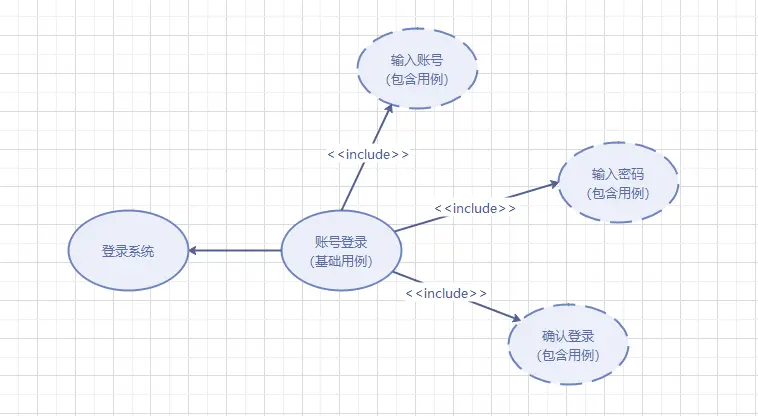 输入账号
(包含用例)
<<include>>
输入密码
(包含用例)
<<include>>
登录系统
账号登录
(基础用例)
<<include>>
确认登录
(包含用例)